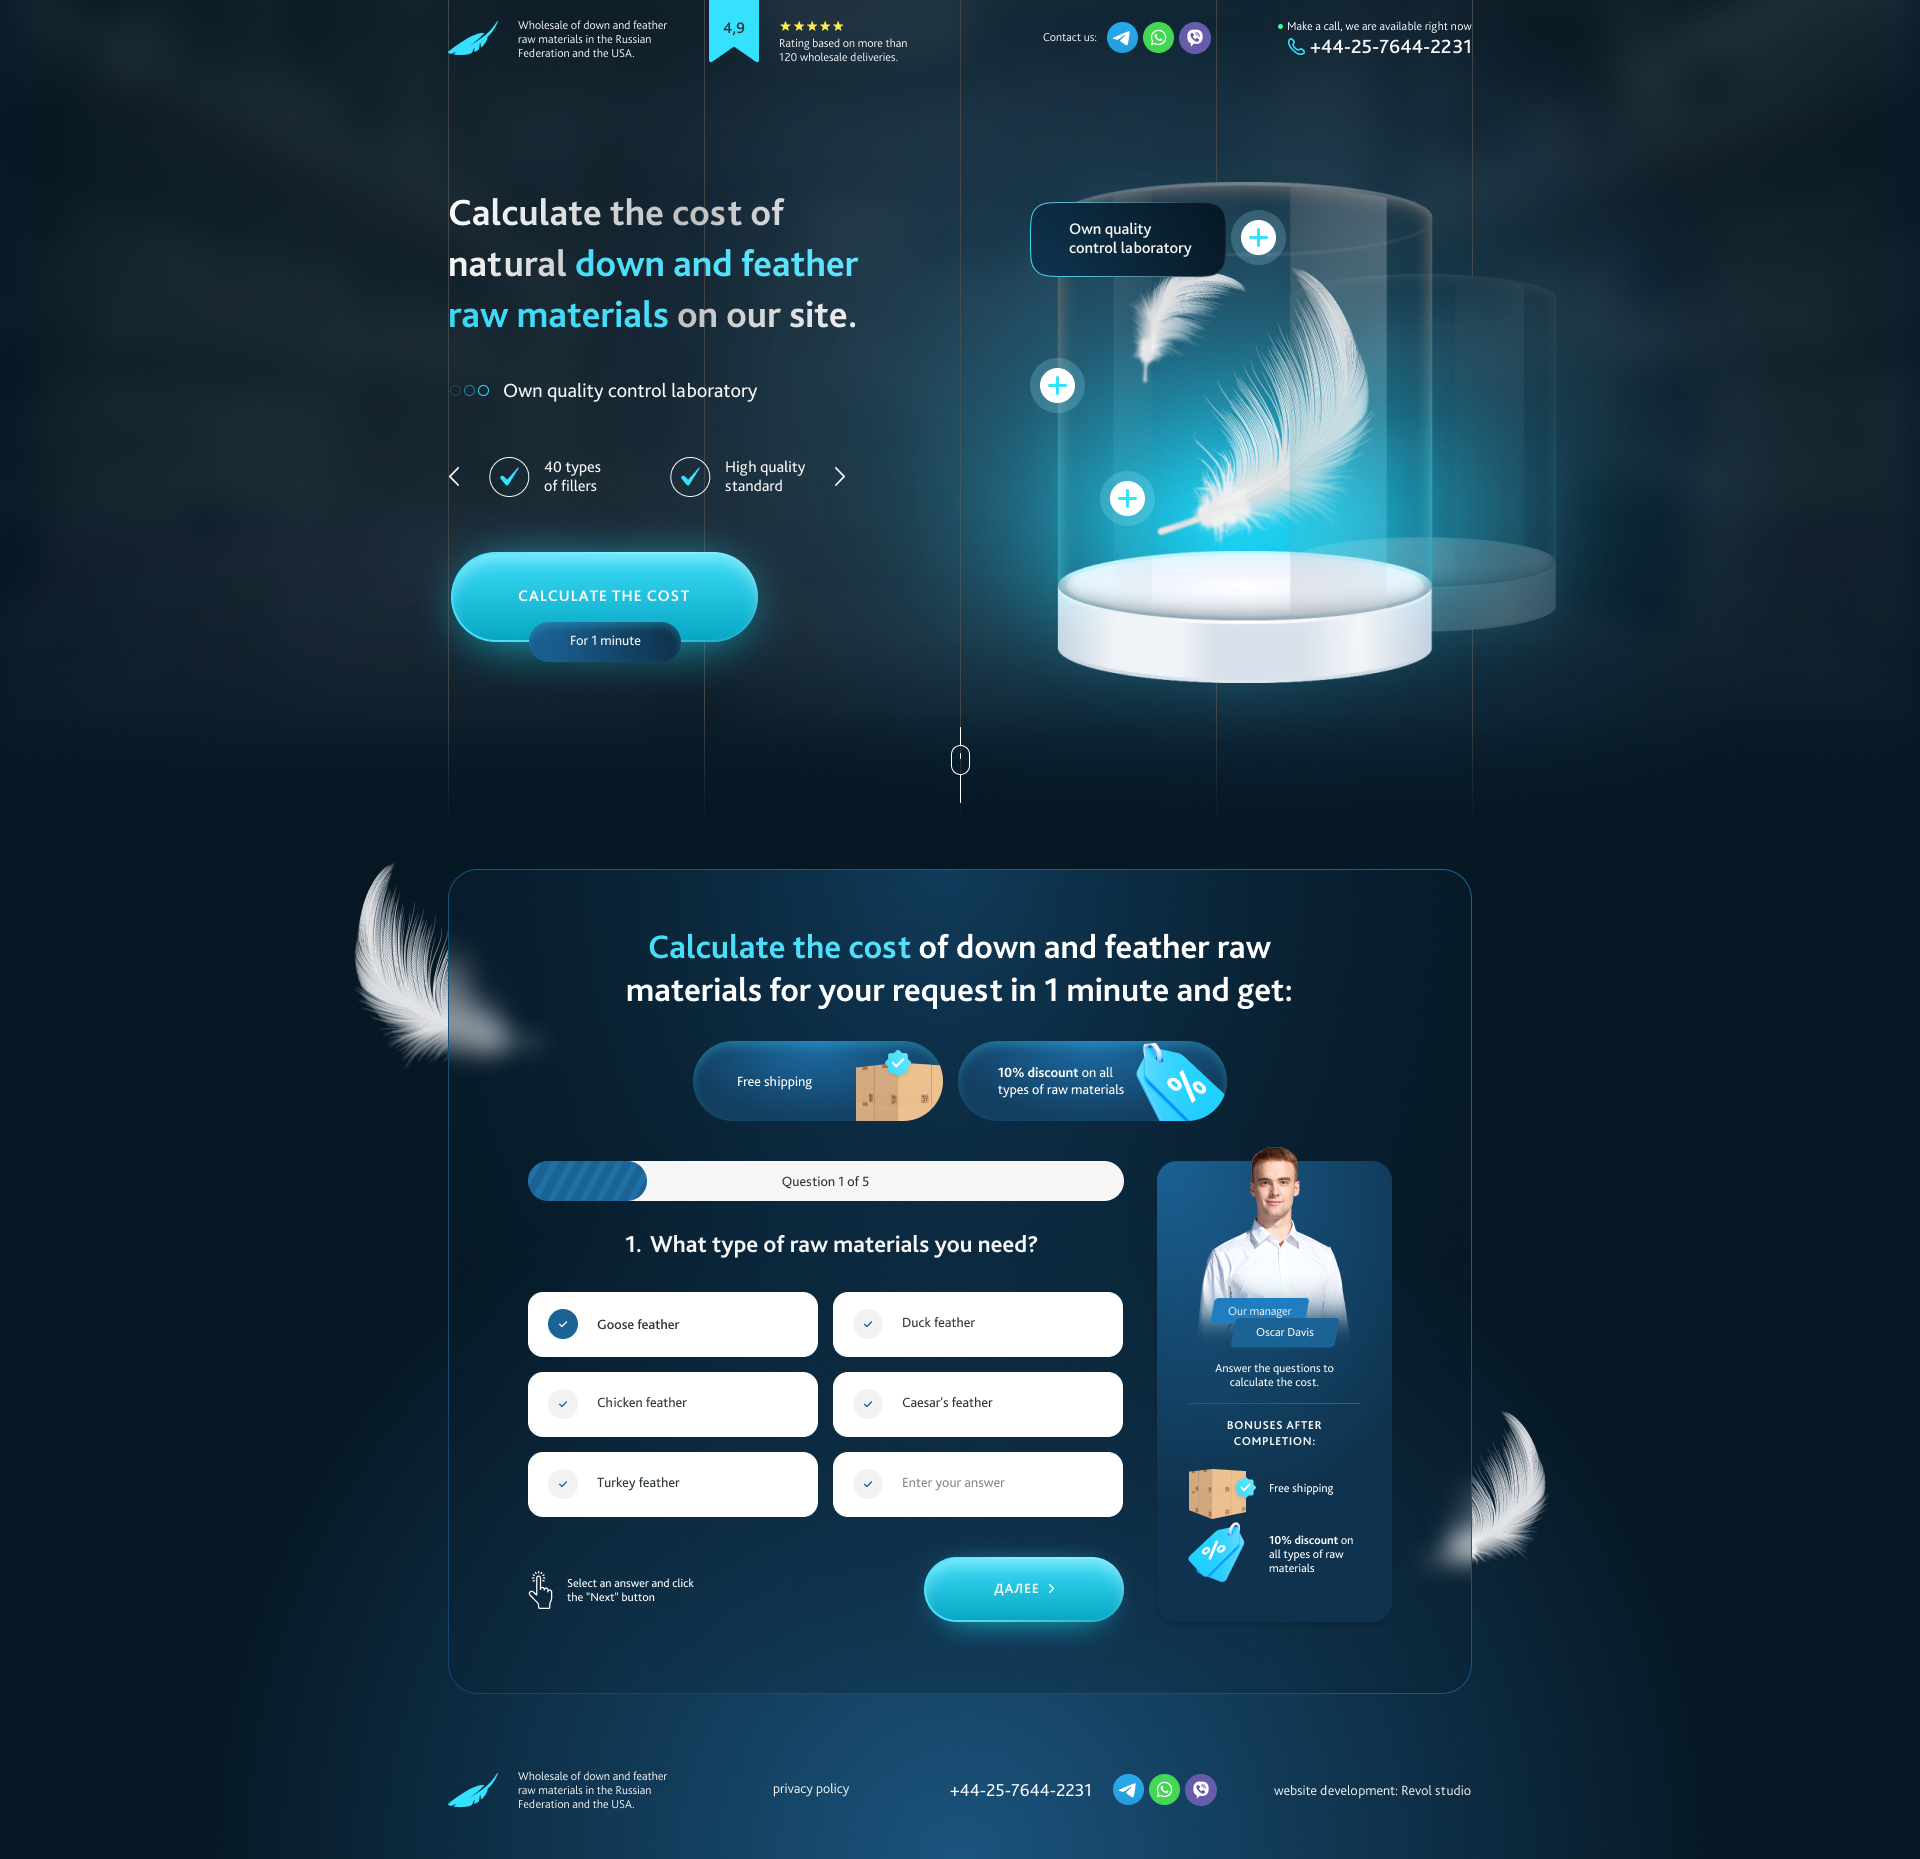 Wholesale of down and feather
raw materials in the Russian
Federation and the USA.
4,9
Rating based on more than
120 wholesale deliveries.
Contact us:
Make a call, we are available right now
+44-25-7644-2231
Calculate the cost of
natural down and feather
raw materials on our site.
Own quality control laboratory
40 types
of fillers
High quality
standard
CALCULATE THE COST
For 1 minute
Own quality
control laboratory
Calculate the cost of down and feather raw
materials for your request in 1 minute and get:
Free shipping
10% discount on all
types of raw materials
%
Question 1 of 5
1. What type of raw materials you need?
Goose feather
Duck feather
Chicken feather
Caesar's feather
Turkey feather
Enter your answer
Select an answer and click
the "Next" button
ДАЛЕЕ
Our manager
Oscar Davis
Answer the questions to
calculate the cost.
BONUSES AFTER
COMPLETION:
Free shipping
%
10% discount on
all types of raw
materials
Wholesale of down and feather
raw materials in the Russian
Federation and the USA.
privacy policy
+44-25-7644-2231
website development: Revol studio